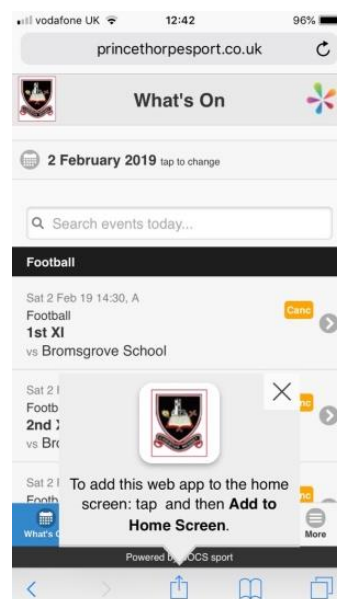 vodafone UK 12:42 96%
princethorpesport.co.uk
What's On
2 February 2019 tap to change
Search events today...
Football
Sat 2 Feb 19 14:30, A
Canc
Football
1st XI
vs Bromsgrove School
Sat 2
Footb
2nd
vs Bro
Sat 2
To add this web app to the home
screen: tap and then Add to
Home Screen.
What's
More
Powered by SOCS sport